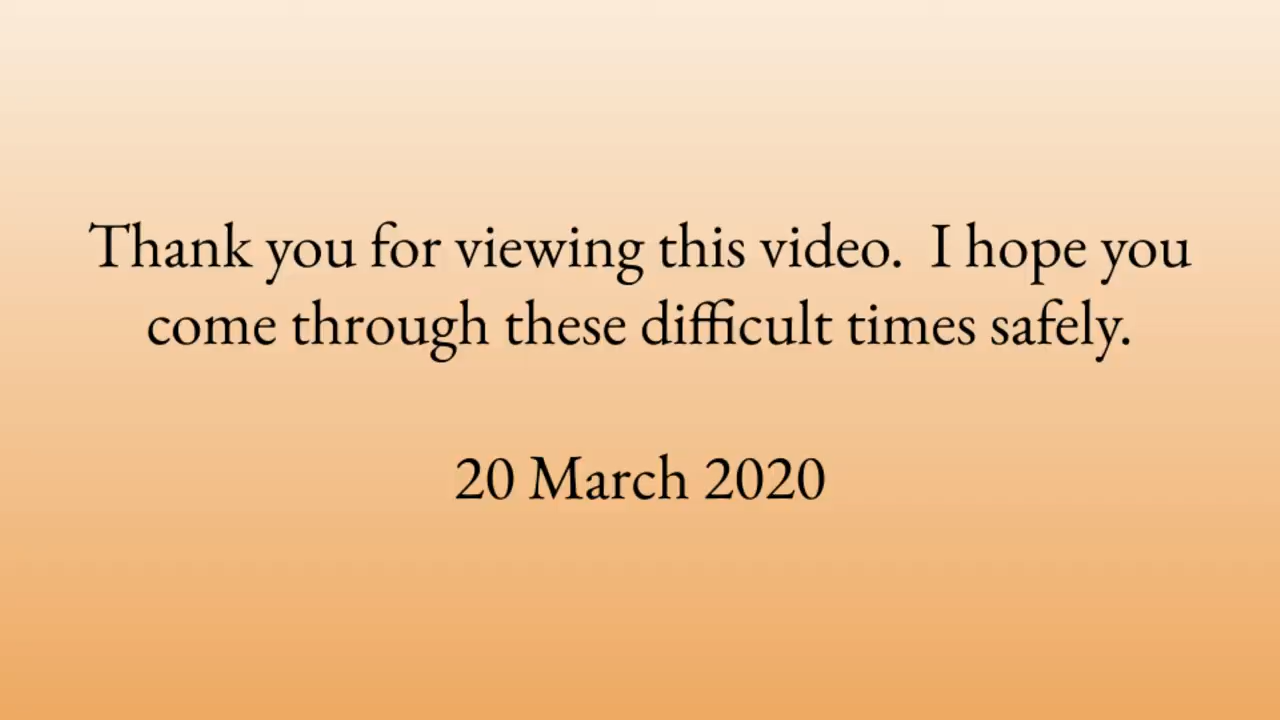 Thank you for viewing this video.  I hope you
come through these difficult times safely.
20 March 2020